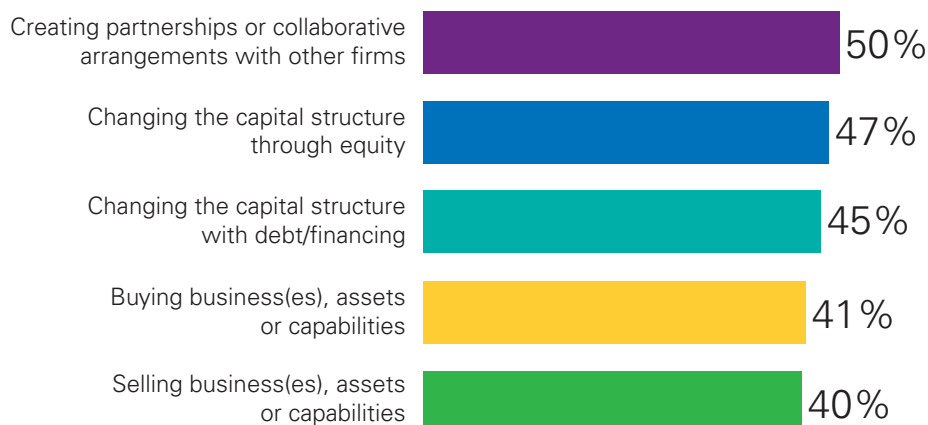 Creating partnerships or collaborative
arrangements with other firms
50%
Changing the capital structure
through equity
47%
Changing the capital structure
with debt/financing
45%
Buying business(es), assets
or capabilities
41%
Selling business(es), assets
or capabilities
40%